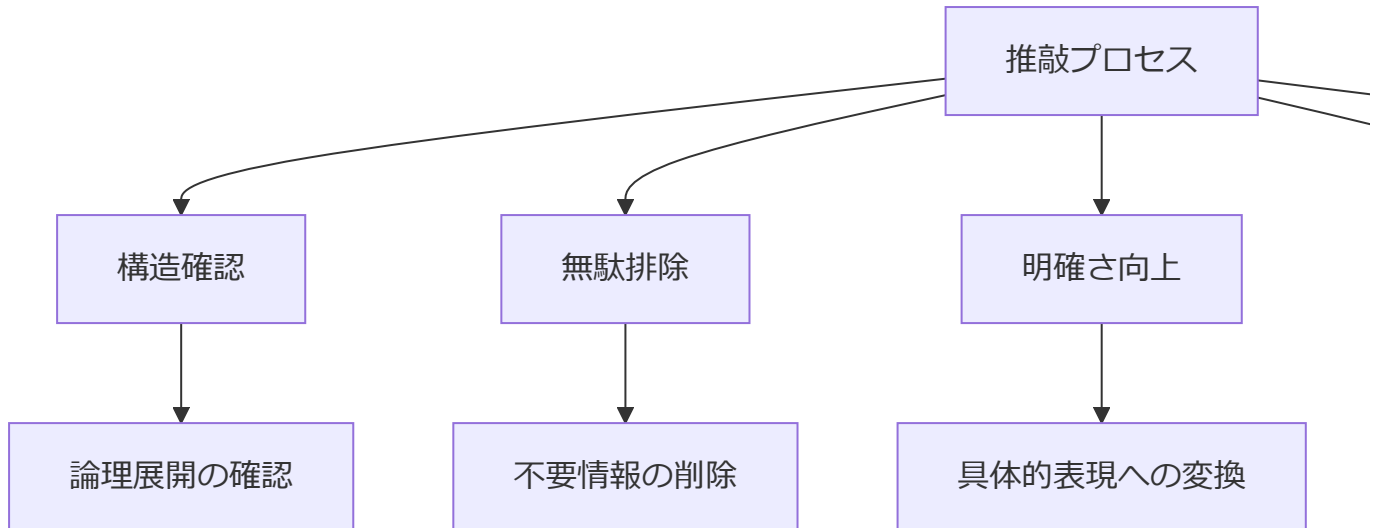 推敲プロセス
構造確認
無駄排除
明確さ向上
論理展開の確認
不要情報の削除
具体的表現への変換